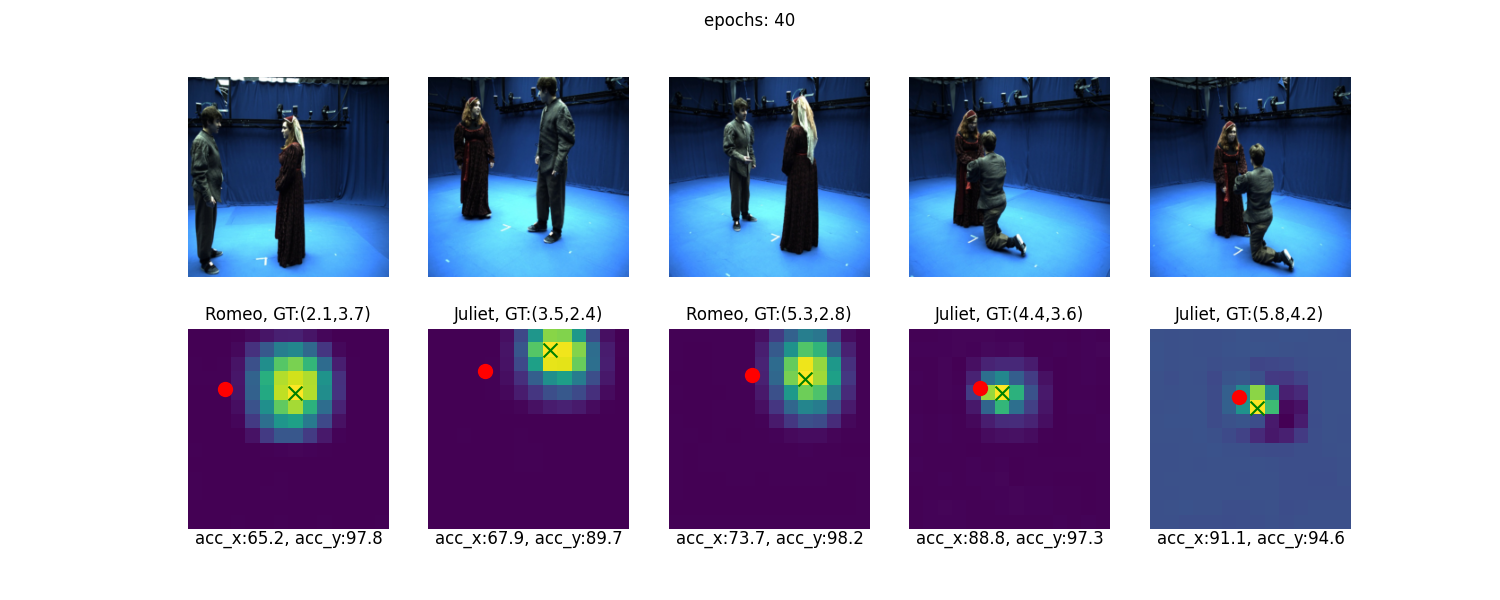 epochs: 40
Romeo, GT:(2.1,3.7)
Juliet, GT:(3.5,2.4)
Romeo, GT:(5.3,2.8)
Juliet, GT:(4.4,3.6)
Juliet, GT:(5.8,4.2)
acc_x:65.2, acc_y:97.8
acc_x:67.9, acc_y:89.7
acc_x:73.7, acc_y:98.2
acc_x:88.8, acc_y:97.3
acc_x:91.1, acc_y:94.6